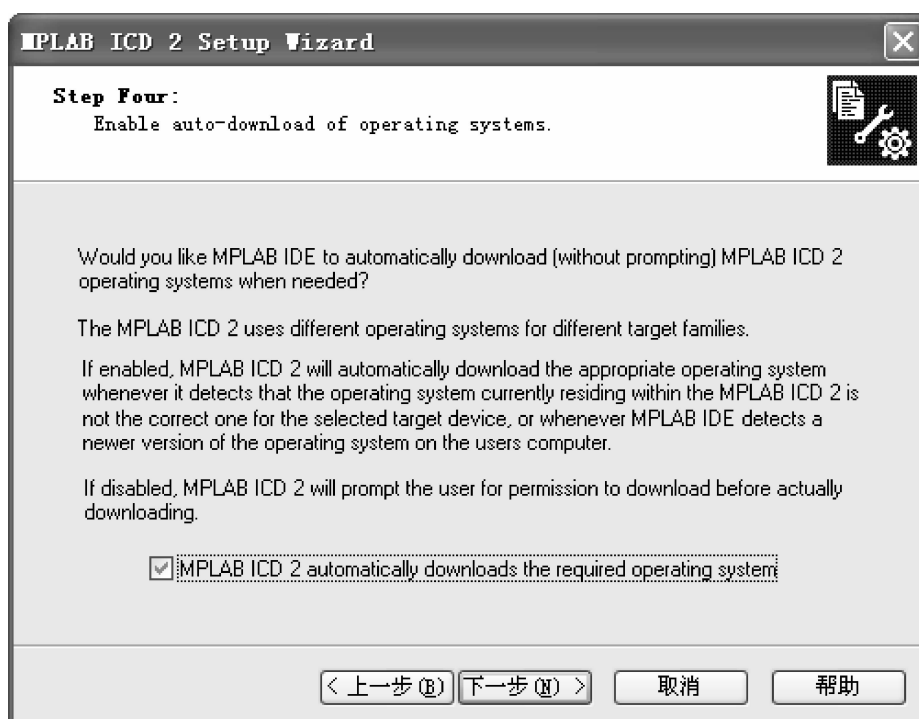 MPLAB ICD 2 Setup Wizard
Step Four:
Enable auto-download of operating systems.
Would you like MPLAB IDE to automatically download (without prompting) MPLAB ICD 2
operating systems when needed?
The MPLAB ICD 2 uses different operating systems for different target families.
If enabled, MPLAB ICD 2 will automatically download the appropriate operating system
whenever it detects that the operating system currently residing within the MPLAB ICD 2 is
not the correct one for the selected target device, or whenever MPLAB IDE detects a
newer version of the operating system on the users computer.
If disabled, MPLAB ICD 2 will prompt the user for permission to download before actually
downloading.
MPLAB ICD 2 automatically downloads the required operating system
< 上一步(B) 下一步(N) > 取消 帮助